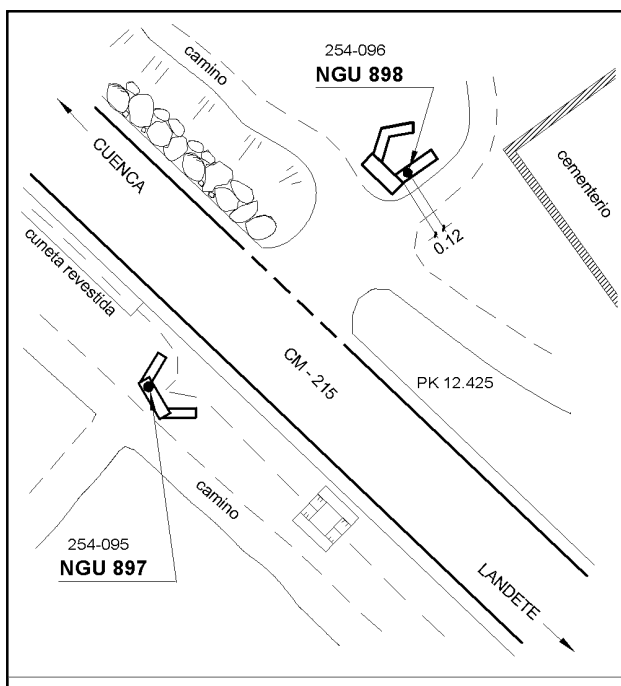 254-096
NGU 898
camino
CUENCA
cementerio
0.12
cuneta revestida
CM - 215
PK 12.425
camino
254-095
NGU 897
LANDETE